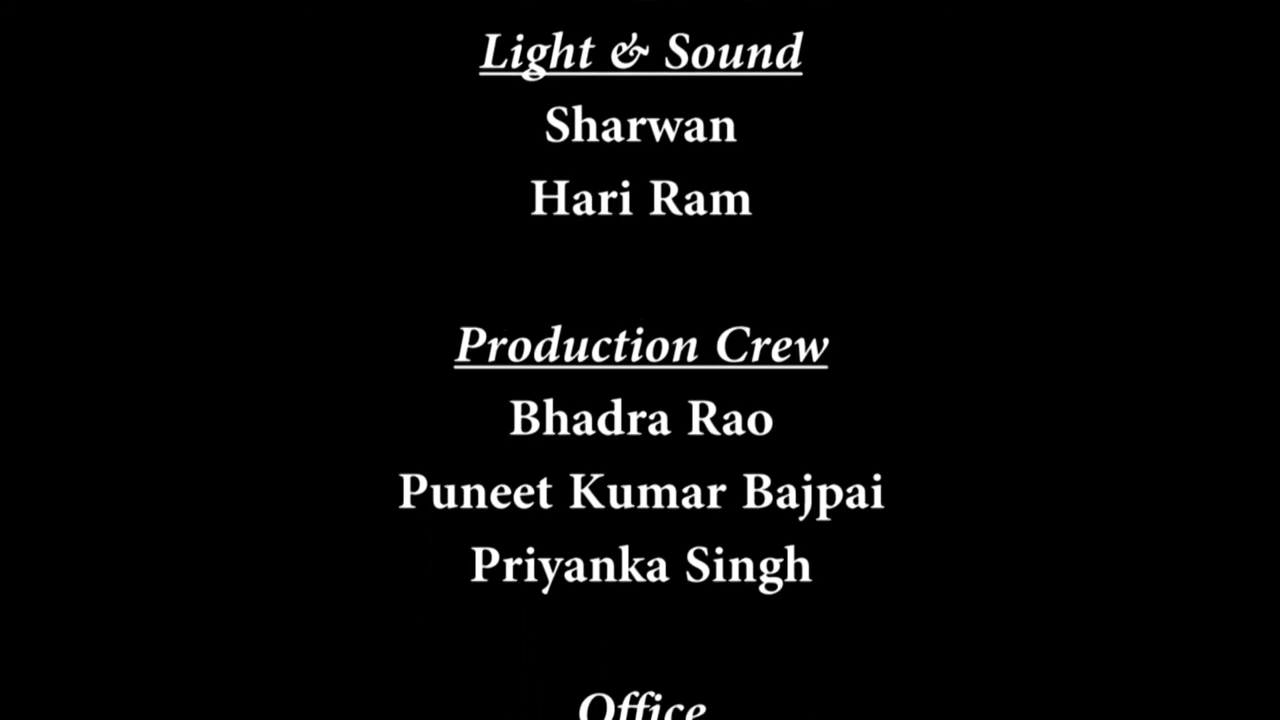 Light & Sound
Sharwan
Hari Ram
Production Crew
Bhadra Rao
Puneet Kumar Bajpai
Priyanka Singh
Office